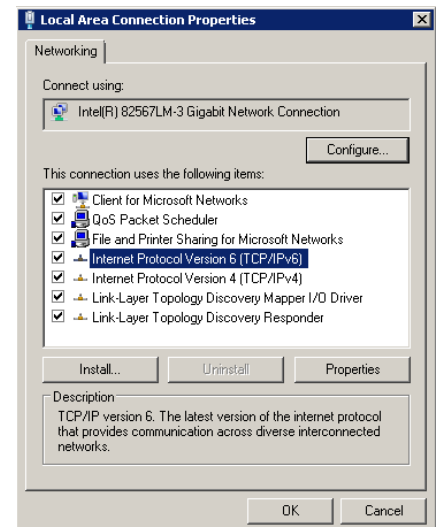 Local Area Connection Properties
Networking
Connect using:
Intel(R) 82567LM-3 Gigabit Network Connection
Configure...
This connection uses the following items:
Client for Microsoft Networks
QoS Packet Scheduler
File and Printer Sharing for Microsoft Networks
Internet Protocol Version 6 (TCP/IPv6)
Internet Protocol Version 4 (TCP/IPv4)
Link-Layer Topology Discovery Mapper I/O Driver
Link-Layer Topology Discovery Responder
Install... Uninstall Properties
Description
TCP/IP version 6. The latest version of the internet protocol
that provides communication across diverse interconnected
networks.
OK Cancel